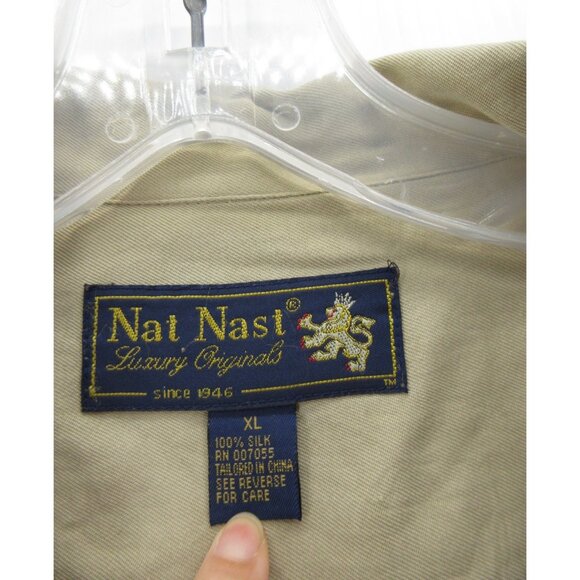 Nat Nast®
Luxury Originals
since 1946
TM
XL
100% SILK
RN 007055
TAILORED IN CHINA
SEE REVERSE
FOR CARE